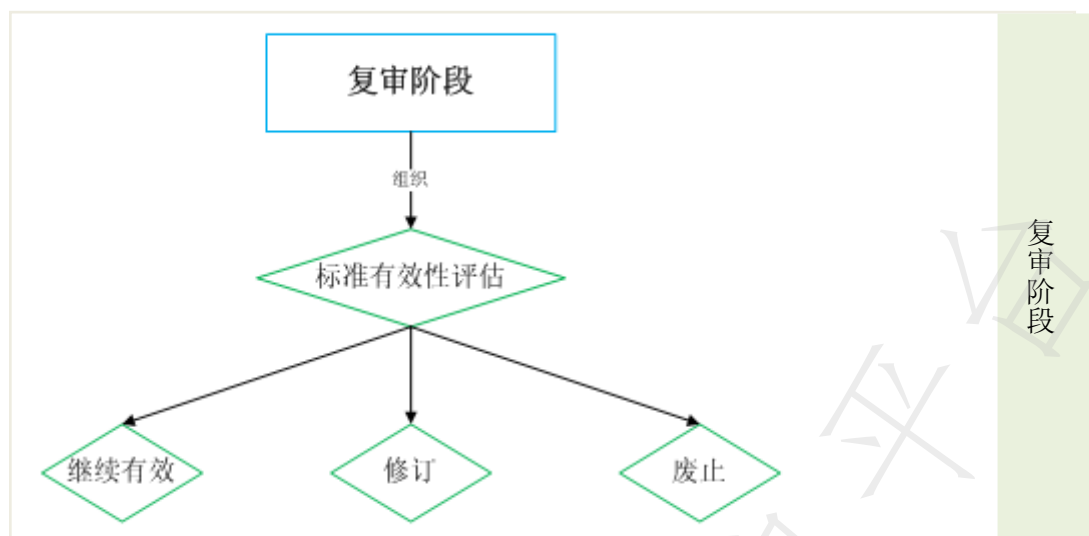 复审阶段
组织
标准有效性评估
继续有效
修订
废止
复审阶段